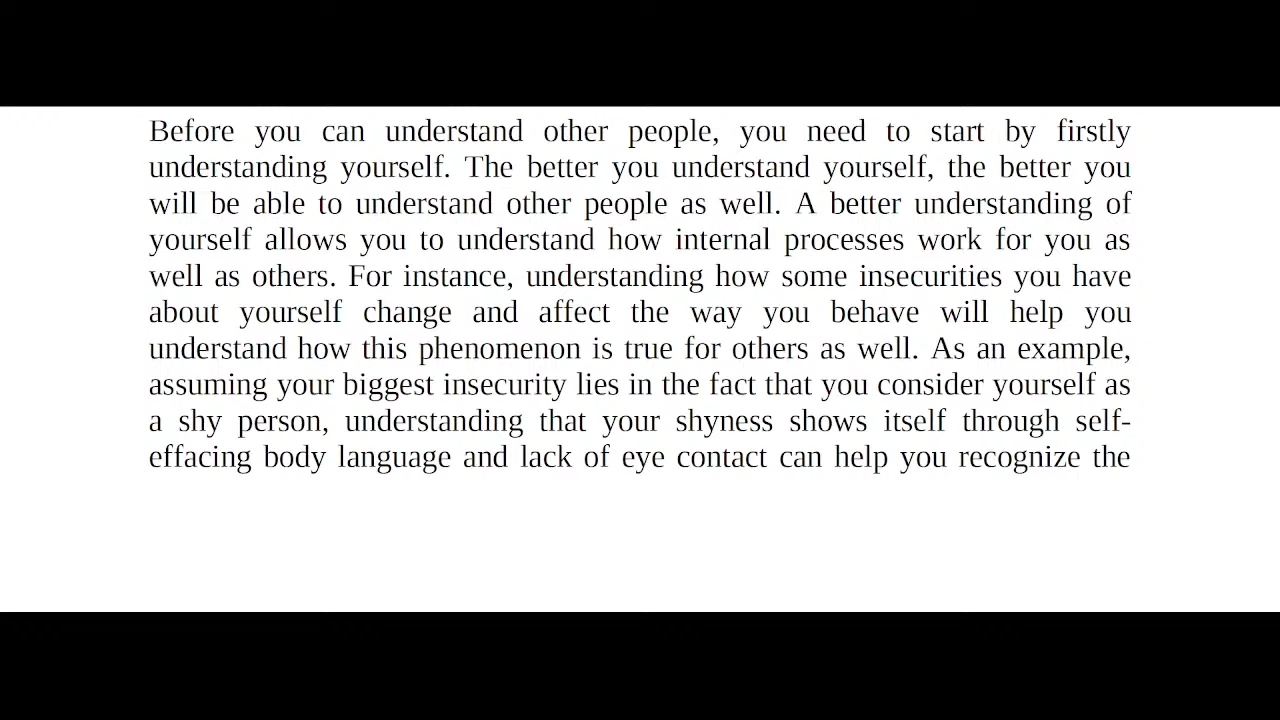 Before you can understand other people, you need to start by firstly
understanding yourself. The better you understand yourself, the better you
will be able to understand other people as well. A better understanding of
yourself allows you to understand how internal processes work for you as
well as others. For instance, understanding how some insecurities you have
about yourself change and affect the way you behave will help you
understand how this phenomenon is true for others as well. As an example,
assuming your biggest insecurity lies in the fact that you consider yourself as
a shy person, understanding that your shyness shows itself through self-
effacing body language and lack of eye contact can help you recognize the